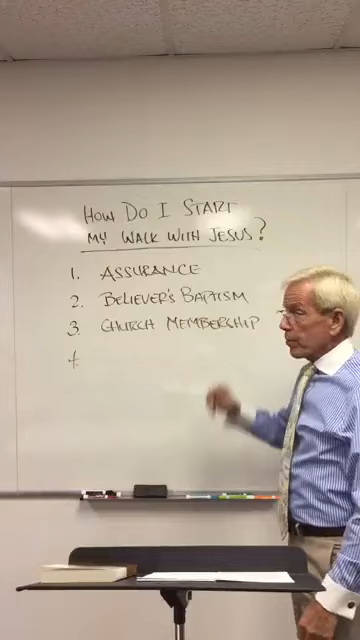 HOW DO I START
MY WALK WITH JESUS?
1. ASSURANCE
2. BELIEVER'S BAPTISM
3. CHURCH MEMBERSHIP
4.